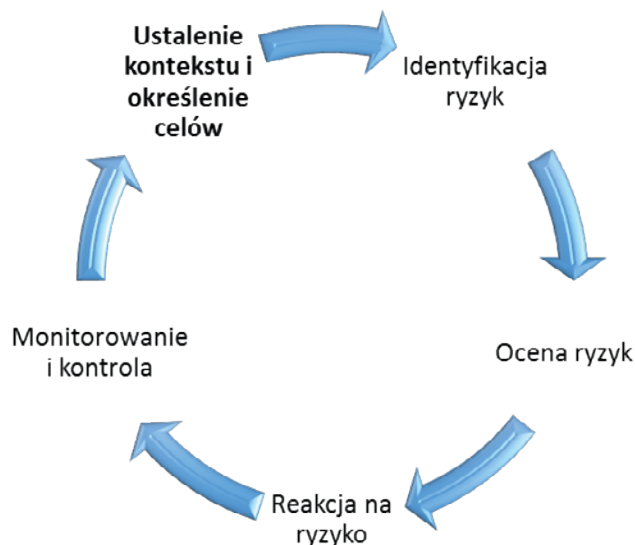 Ustalenie
kontekstu i
określenie
celów
Identyfikacja
ryzyk
Ocena ryzyk
Reakcja na
ryzyko
Monitorowanie
i kontrola